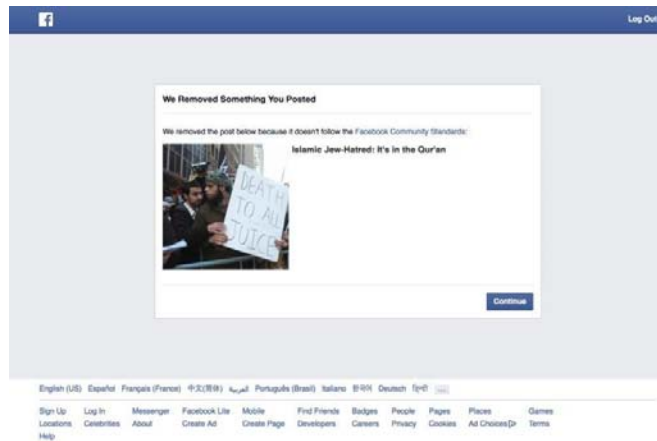 Log Out
We Removed Something You Posted
We removed the post below because it doesn't follow the Facebook Community Standards:
Islamic Jew-Hatred: It's in the Qur'an
DEATH
TO ALL
JUICE
Continue
English (US) Español Français (France) 中文(简体) العربية Português (Brasil) Italiano 한국어 Deutsch हिन्दी
Sign Up Log In Messenger Facebook Lite Mobile Find Friends Badges People Pages Places Games
Locations Celebrities About Create Ad Create Page Developers Careers Privacy Cookies Ad Choices Terms
Help